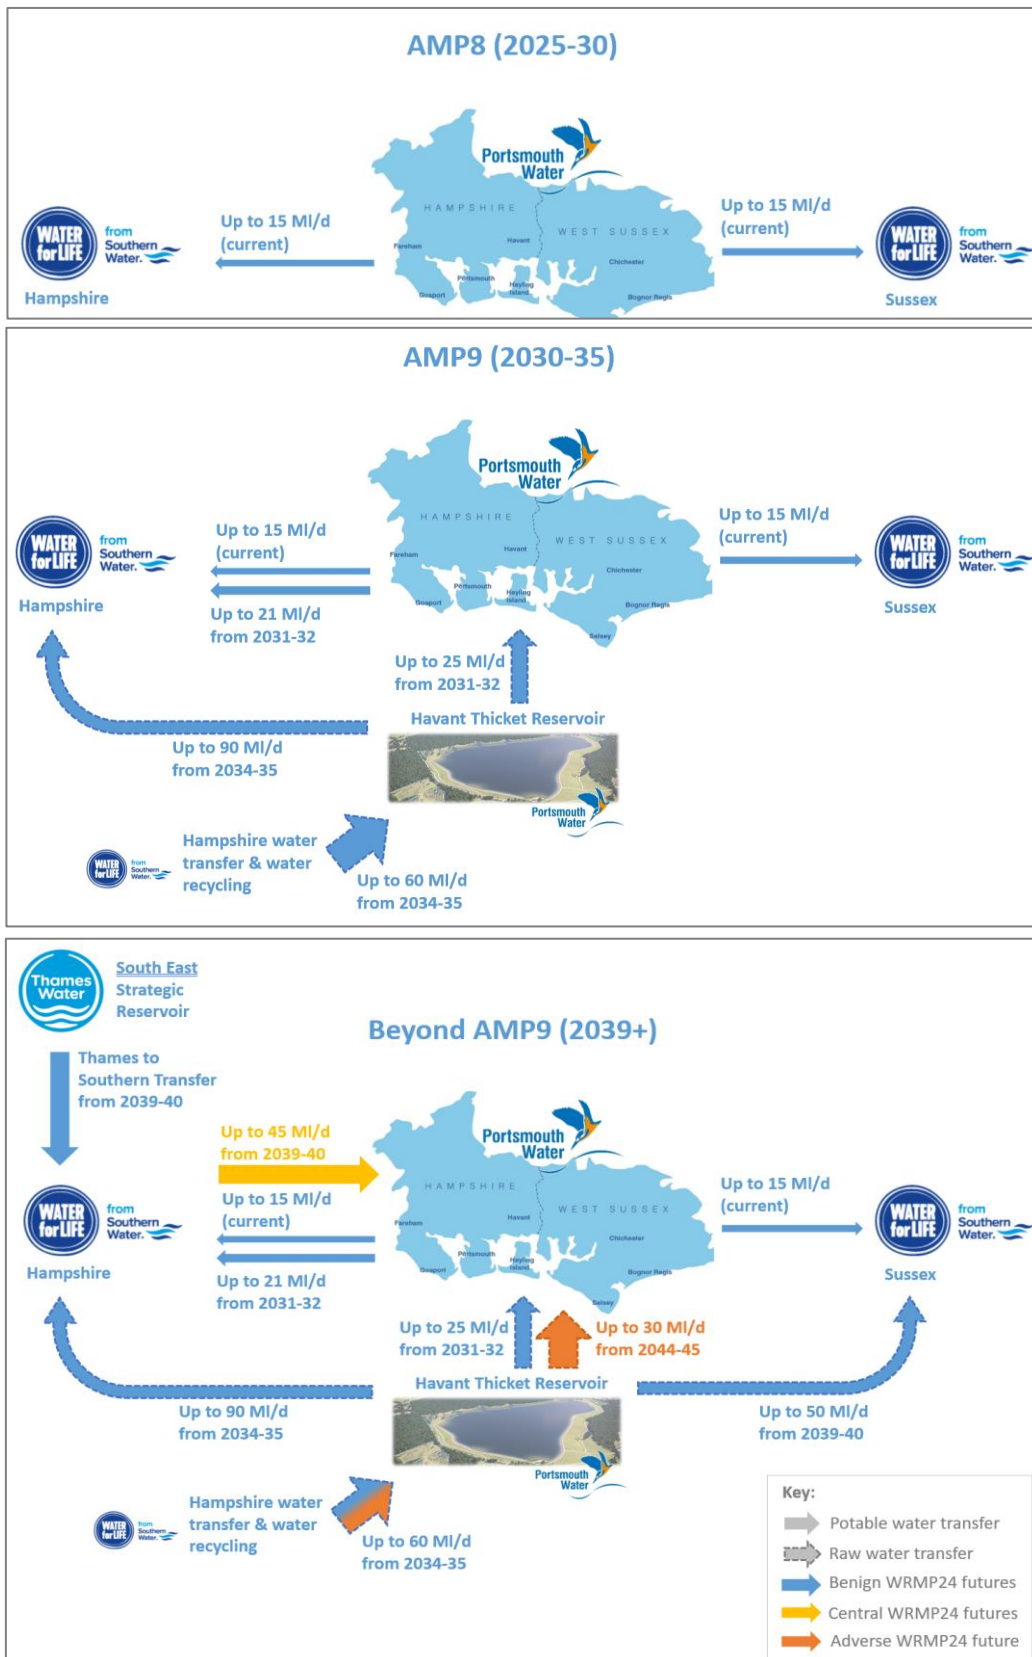 AMP8 (2025-30)
Portsmouth
Water
HAMPSHIRE
WEST SUSSEX
Fareham
Havant
Portsmouth
Hayling
Island
Gosport
Chichester
Bognor Regis
Up to 15 Ml/d
(current)
WATER
for LIFE
from
Southern
Water.
Hampshire
Up to 15 Ml/d
(current)
WATER
for LIFE
from
Southern
Water.
Sussex
AMP9 (2030-35)
Portsmouth
Water
HAMPSHIRE
WEST SUSSEX
Fareham
Havant
Portsmouth
Hayling
Island
Gosport
Chichester
Bognor Regis
Selsey
Up to 15 Ml/d
(current)
Up to 21 Ml/d
from 2031-32
WATER
for LIFE
from
Southern
Water.
Hampshire
Up to 15 Ml/d
(current)
WATER
for LIFE
from
Southern
Water.
Sussex
Up to 25 Ml/d
from 2031-32
Havant Thicket Reservoir
Up to 90 Ml/d
from 2034-35
Portsmouth
Water
WATER
for LIFE
from
Southern
Water.
Hampshire water
transfer & water
recycling
Up to 60 Ml/d
from 2034-35
Thames
Water
South East
Strategic
Reservoir
Beyond AMP9 (2039+)
Thames to
Southern Transfer
from 2039-40
Portsmouth
Water
HAMPSHIRE
WEST SUSSEX
Fareham
Havant
Portsmouth
Hayling
Island
Gosport
Chichester
Bognor Regis
Selsey
Up to 45 Ml/d
from 2039-40
Up to 15 Ml/d
(current)
Up to 21 Ml/d
from 2031-32
WATER
for LIFE
from
Southern
Water.
Hampshire
Up to 15 Ml/d
(current)
WATER
for LIFE
from
Southern
Water.
Sussex
Up to 25 Ml/d
from 2031-32
Up to 30 Ml/d
from 2044-45
Havant Thicket Reservoir
Up to 90 Ml/d
from 2034-35
Up to 50 Ml/d
from 2039-40
Portsmouth
Water
WATER
for LIFE
from
Southern
Water.
Hampshire water
transfer & water
recycling
Up to 60 Ml/d
from 2034-35
Key:
Potable water transfer
Raw water transfer
Benign WRMP24 futures
Central WRMP24 futures
Adverse WRMP24 future